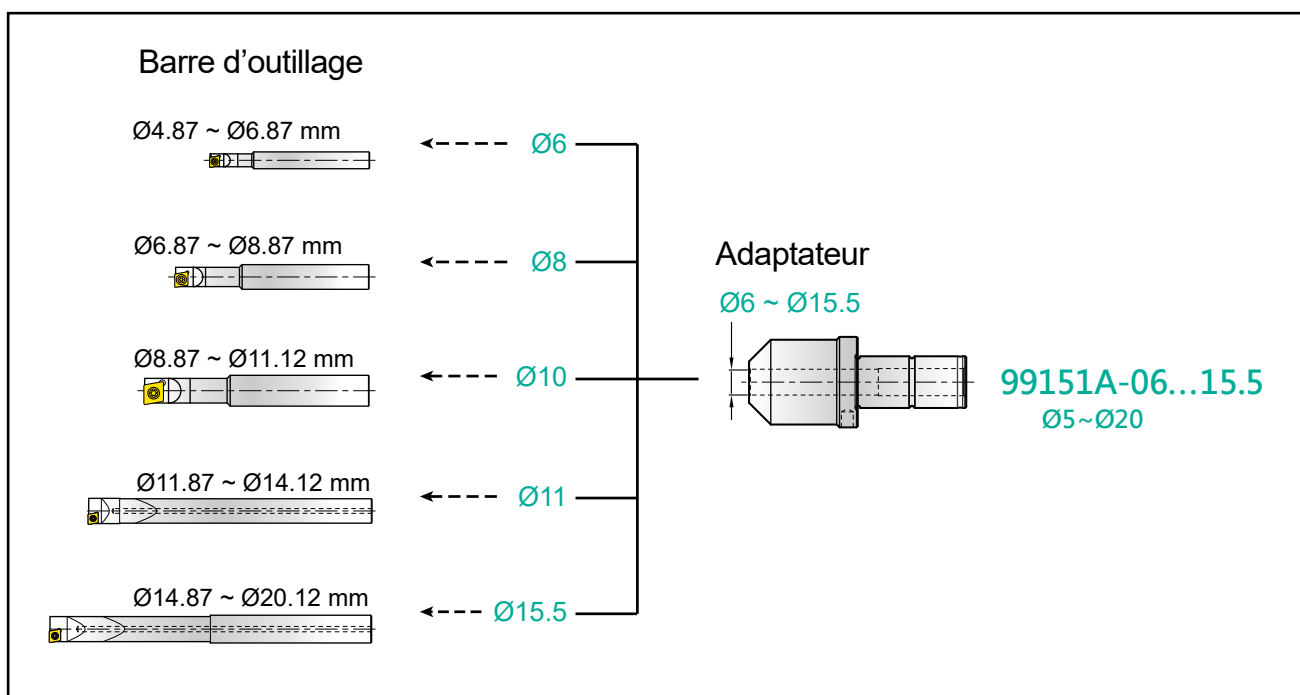 Barre d’outillage
Ø4.87 ~ Ø6.87 mm
Ø6
Ø6.87 ~ Ø8.87 mm
Ø8
Ø8.87 ~ Ø11.12 mm
Ø10
Ø11.87 ~ Ø14.12 mm
Ø11
Ø14.87 ~ Ø20.12 mm
Ø15.5
Adaptateur
Ø6 ~ Ø15.5
99151A-06...15.5
Ø5~Ø20